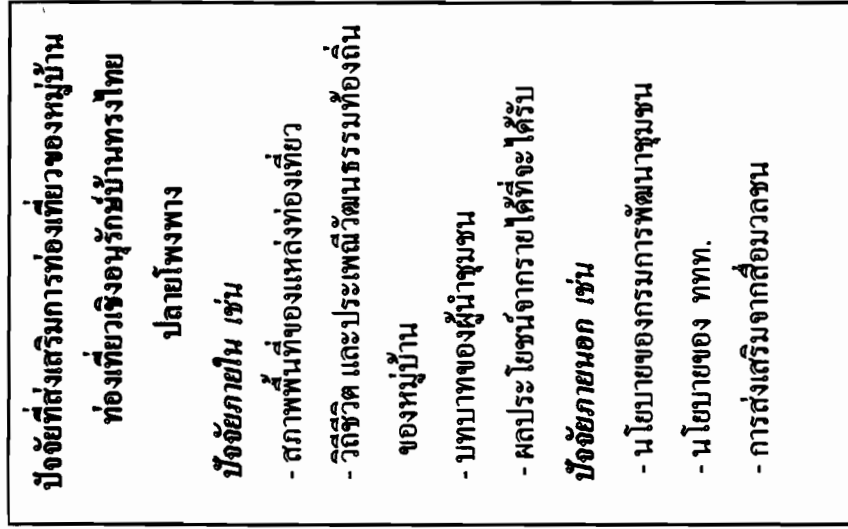 ปัจจัยที่ส่งเสริมการท่องเที่ยวของหมู่บ้าน
ท่องเที่ยวเชิงอนุรักษ์บ้านทรงไทย
ปลายโพงพาง
ปัจจัยภายใน เช่น
- สภาพพื้นที่ของแหล่งท่องเที่ยว
- วิถีชีวิต และประเพณีวัฒนธรรมท้องถิ่น
ของหมู่บ้าน
- บทบาทของผู้นำชุมชน
- ผลประโยชน์จากรายได้ที่จะได้รับ
ปัจจัยภายนอก เช่น
- นโยบายของกรมการพัฒนาชุมชน
- นโยบายของ ททท.
- การส่งเสริมจากสื่อมวลชน